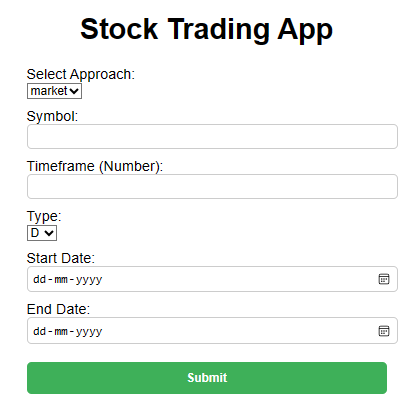 Stock Trading App
Select Approach:
market
Symbol:
Timeframe (Number):
Type:
D
Start Date:
dd-mm-yyyy
End Date:
dd-mm-yyyy
Submit